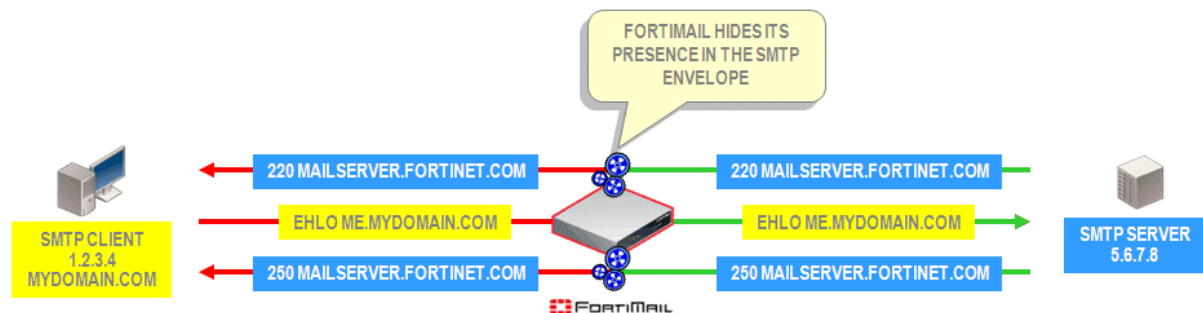 FORTIMAIL HIDES ITS
PRESENCE IN THE SMTP
ENVELOPE
220 MAILSERVER.FORTINET.COM
220 MAILSERVER.FORTINET.COM
EHLO ME.MYDOMAIN.COM
EHLO ME.MYDOMAIN.COM
SMTP CLIENT
1.2.3.4
MYDOMAIN.COM
SMTP SERVER
5.6.7.8
250 MAILSERVER.FORTINET.COM
250 MAILSERVER.FORTINET.COM
FORTIMAIL